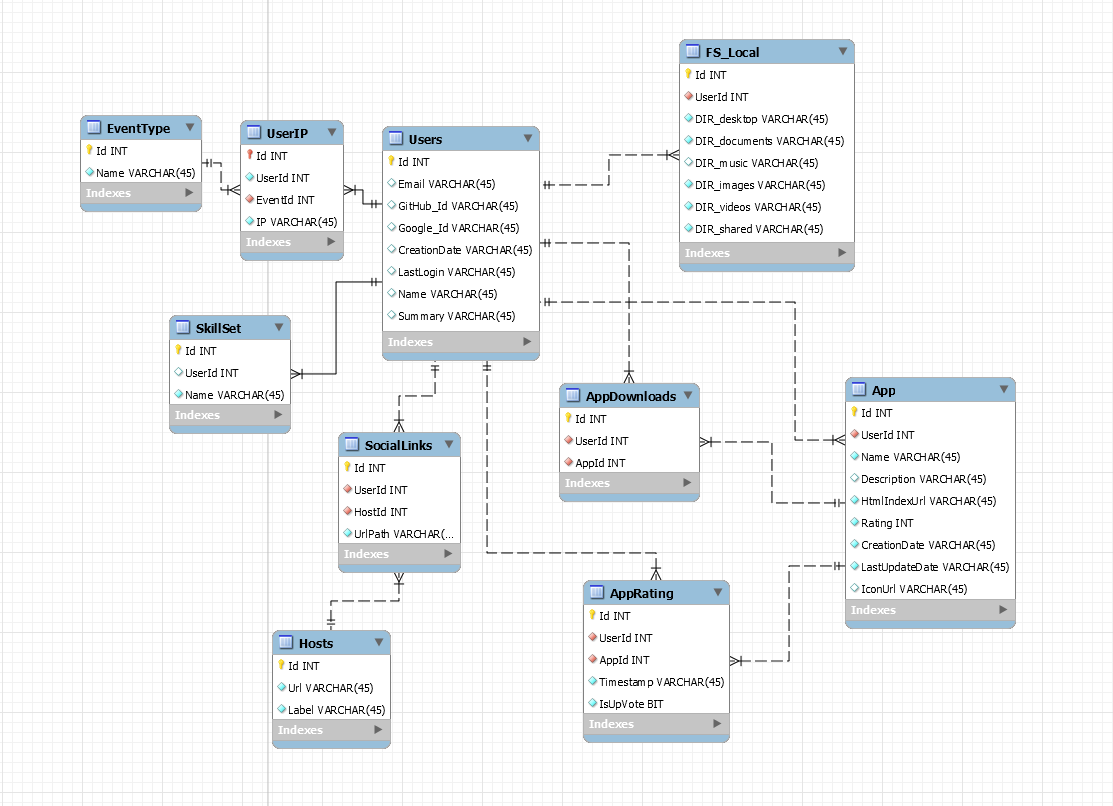 EventType
Id INT
Name VARCHAR(45)
Indexes
UserIP
Id INT
UserId INT
EventId INT
IP VARCHAR(45)
Indexes
Users
Id INT
Email VARCHAR(45)
GitHub_Id VARCHAR(45)
Google_Id VARCHAR(45)
CreationDate VARCHAR(45)
LastLogin VARCHAR(45)
Name VARCHAR(45)
Summary VARCHAR(45)
Indexes
FS_Local
Id INT
UserId INT
DIR_desktop VARCHAR(45)
DIR_documents VARCHAR(45)
DIR_music VARCHAR(45)
DIR_images VARCHAR(45)
DIR_videos VARCHAR(45)
DIR_shared VARCHAR(45)
Indexes
SkillSet
Id INT
UserId INT
Name VARCHAR(45)
Indexes
SocialLinks
Id INT
UserId INT
HostId INT
UrlPath VARCHAR(...
Indexes
AppDownloads
Id INT
UserId INT
AppId INT
Indexes
App
Id INT
UserId INT
Name VARCHAR(45)
Description VARCHAR(45)
HtmlIndexUrl VARCHAR(45)
Rating INT
CreationDate VARCHAR(45)
LastUpdateDate VARCHAR(45)
IconUrl VARCHAR(45)
Indexes
Hosts
Id INT
Url VARCHAR(45)
Label VARCHAR(45)
Indexes
AppRating
Id INT
UserId INT
AppId INT
Timestamp VARCHAR(45)
IsUpVote BIT
Indexes